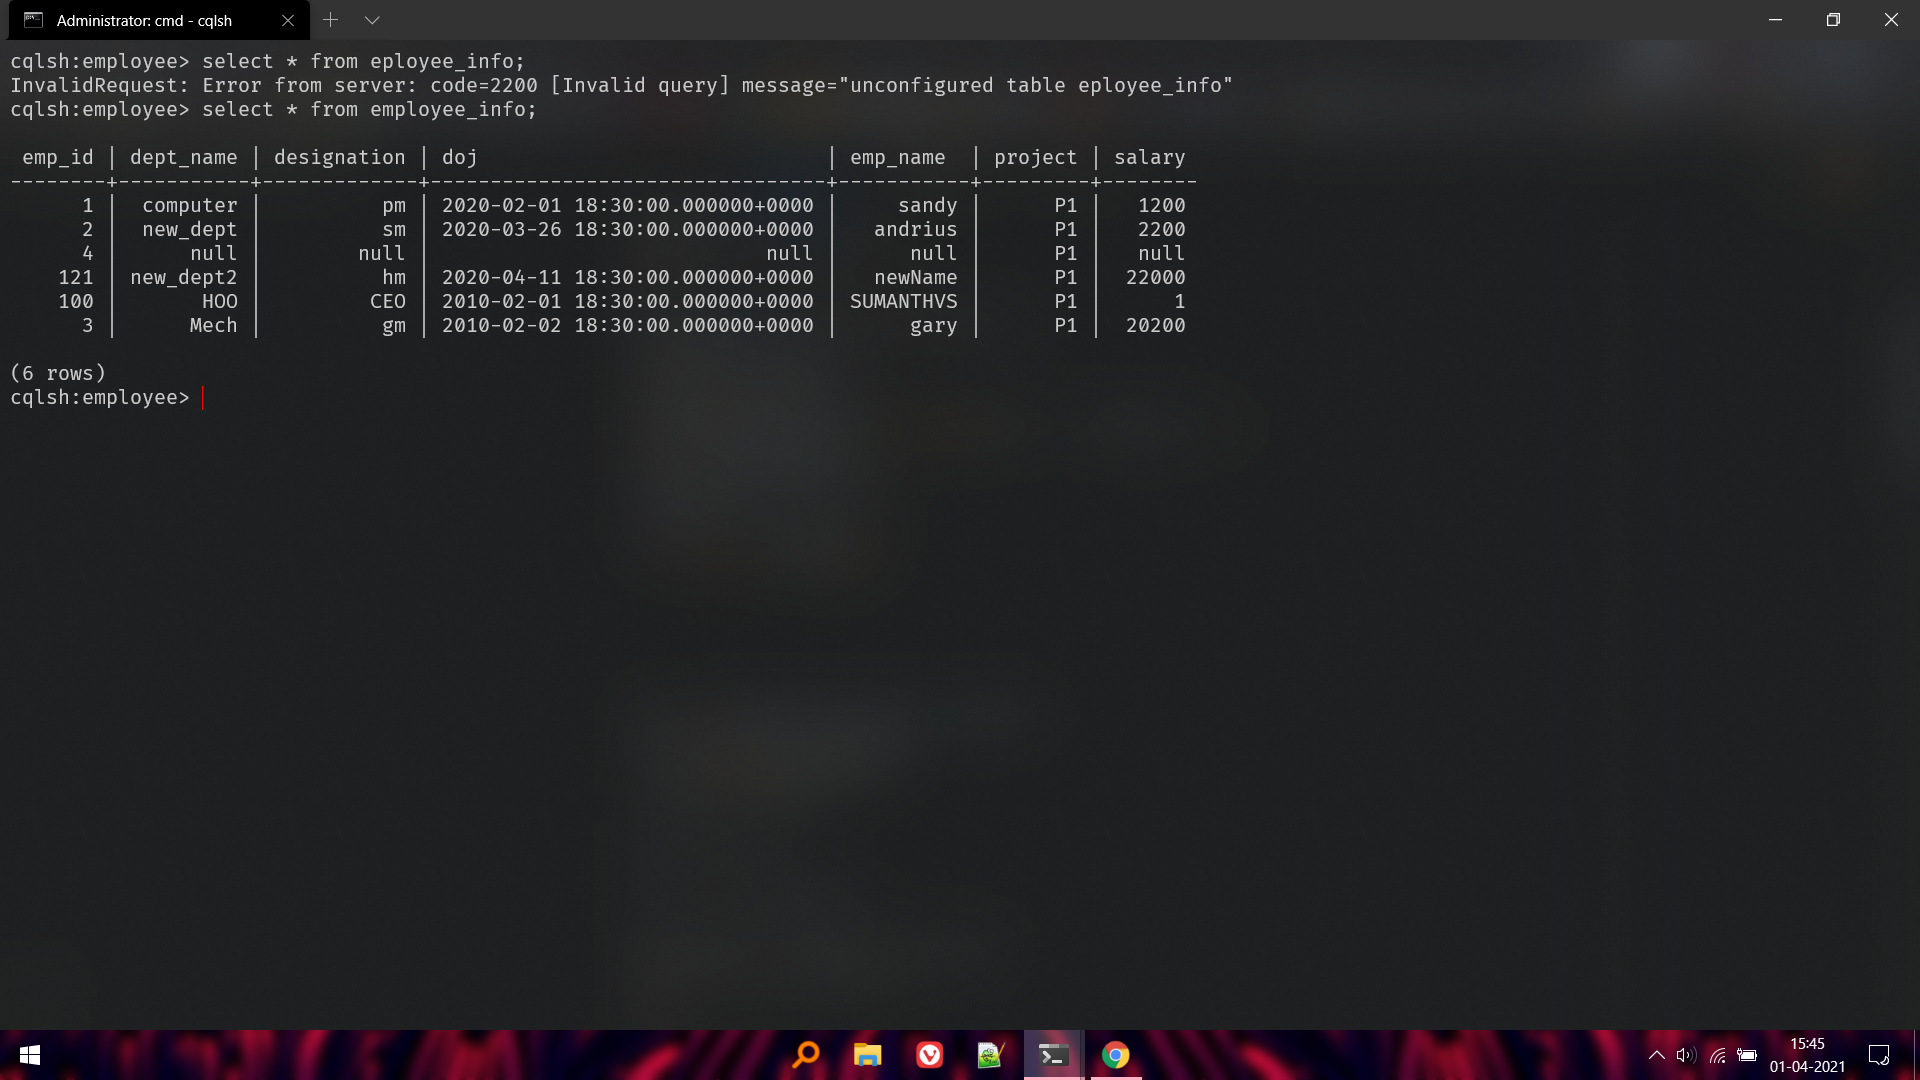 Administrator: cmd - cqlsh
cqlsh:employee> select * from eployee_info;
InvalidRequest: Error from server: code=2200 [Invalid query] message="unconfigured table eployee_info"
cqlsh:employee> select * from employee_info;
emp_id | dept_name | designation | doj | emp_name | project | salary
--------+-----------+-------------+---------------------------------+-----------+---------+--------
1 | computer | pm | 2020-02-01 18:30:00.000000+0000 | sandy | P1 | 1200
2 | new_dept | sm | 2020-03-26 18:30:00.000000+0000 | andrius | P1 | 2200
4 | null | null | null | null | P1 | null
121 | new_dept2 | hm | 2020-04-11 18:30:00.000000+0000 | newName | P1 | 22000
100 | HOO | CEO | 2010-02-01 18:30:00.000000+0000 | SUMANTHVS | P1 | 1
3 | Mech | gm | 2010-02-02 18:30:00.000000+0000 | gary | P1 | 20200
(6 rows)
cqlsh:employee>
15:45
01-04-2021